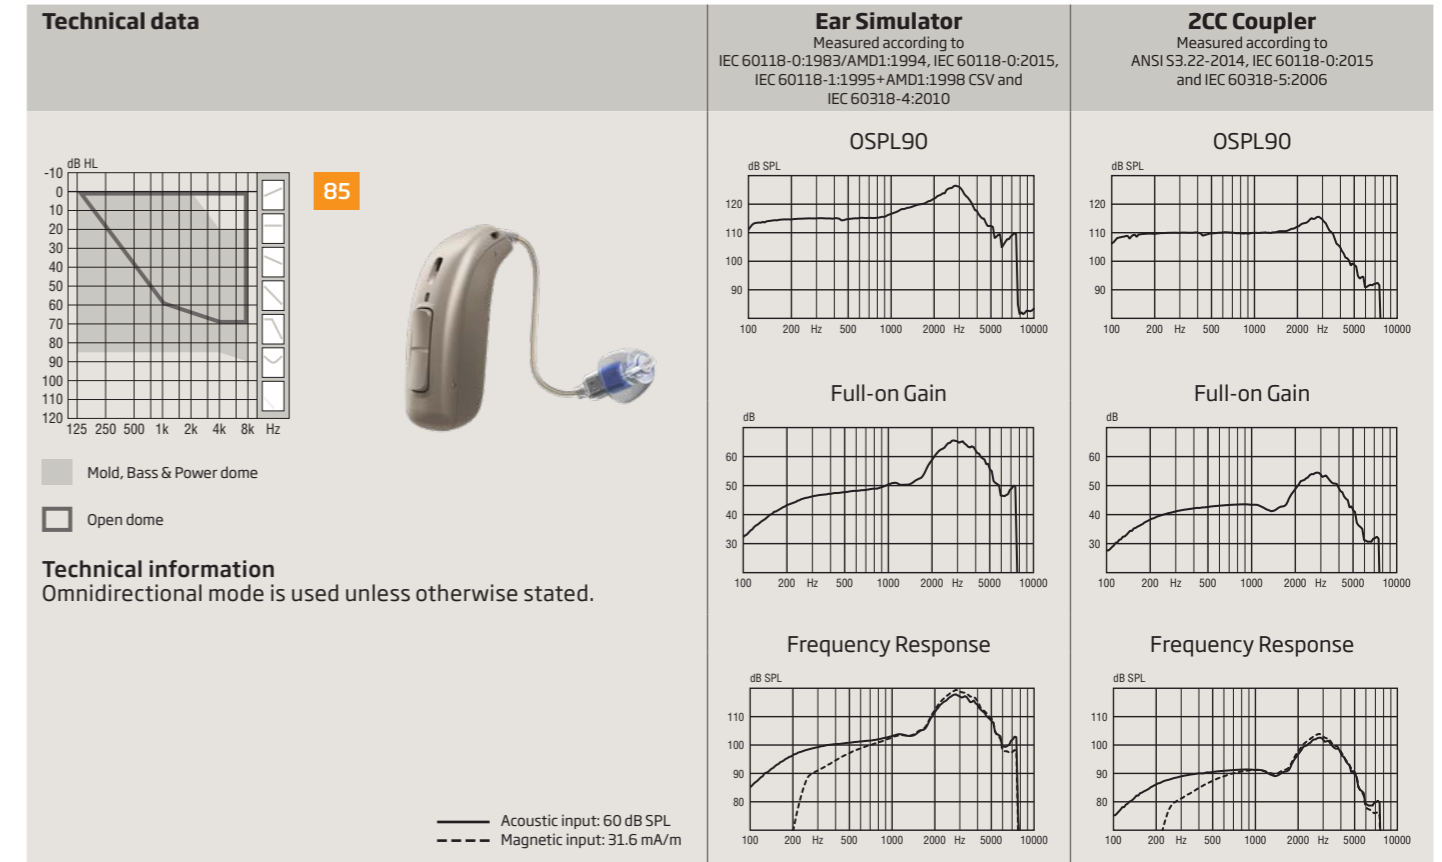 Technical data
Ear Simulator
Measured according to
IEC 60118-0:1983/AMD1:1994, IEC 60118-0:2015,
IEC 60118-1:1995+AMD1:1998 CSV and
IEC 60318-4:2010
2CC Coupler
Measured according to
ANSI S3.22-2014, IEC 60118-0:2015
and IEC 60318-5:2006
dB HL
-10
0
10
20
30
40
50
60
70
80
90
100
110
120
125 250 500 1k 2k 4k 8k Hz
85
Mold, Bass & Power dome
Open dome
Technical information
Omnidirectional mode is used unless otherwise stated.
Acoustic input: 60 dB SPL
Magnetic input: 31.6 mA/m
OSPL90
dB SPL
120
110
100
90
100 200 Hz 500 1000 2000 Hz 5000 10000
Full-on Gain
dB
60
50
40
30
100 200 Hz 500 1000 2000 Hz 5000 10000
Frequency Response
dB SPL
110
100
90
80
100 200 Hz 500 1000 2000 Hz 5000 10000
OSPL90
dB SPL
120
110
100
90
100 200 Hz 500 1000 2000 Hz 5000 10000
Full-on Gain
dB
60
50
40
30
100 200 Hz 500 1000 2000 Hz 5000 10000
Frequency Response
dB SPL
110
100
90
80
100 200 Hz 500 1000 2000 Hz 5000 10000